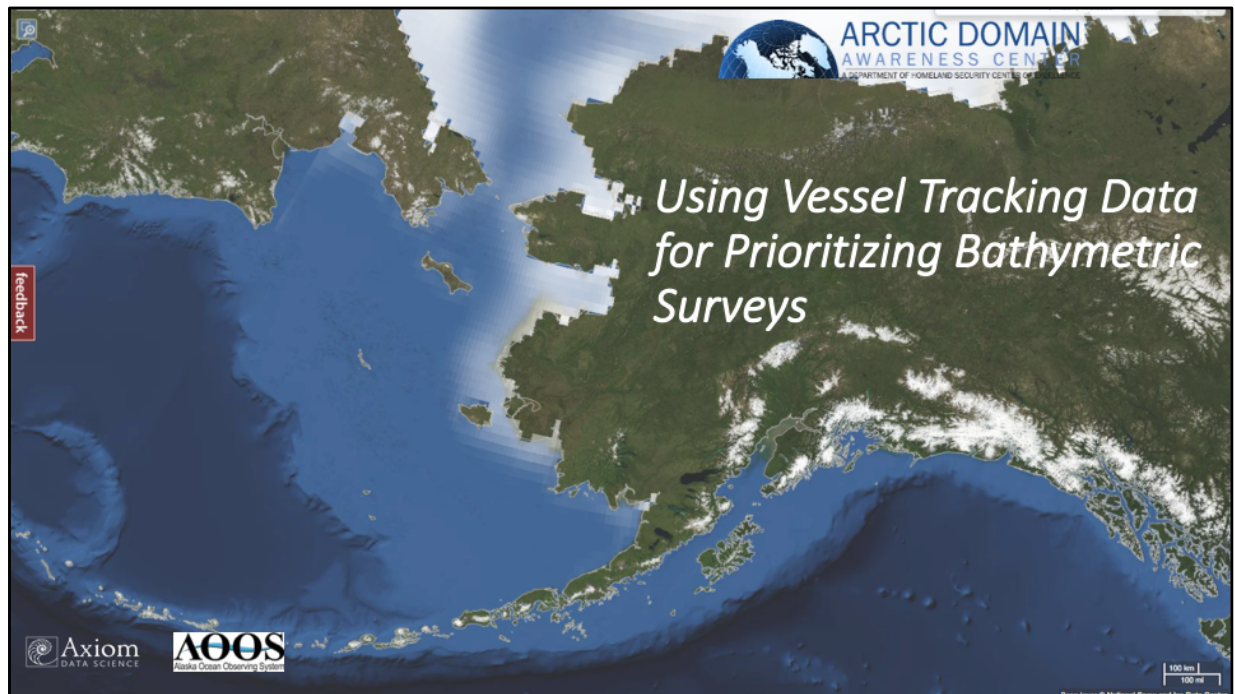 ARCTIC DOMAIN
AWARENESS CENTER
A DEPARTMENT OF HOMELAND SECURITY CENTER OF EXCELLENCE
Using Vessel Tracking Data
for Prioritizing Bathymetric
Surveys
feedback
Axiom
DATA SCIENCE
AOOS
Alaska Ocean Observing System
100 km
100 mi